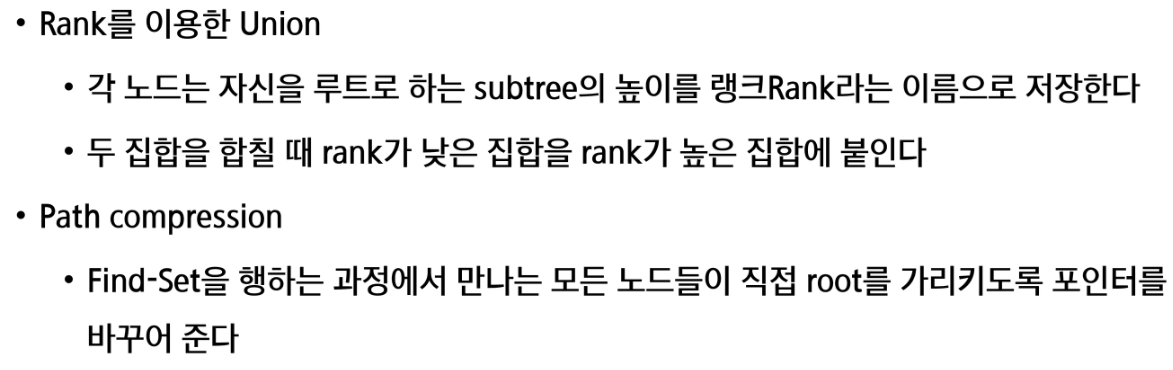 • Rank를 이용한 Union
• 각 노드는 자신을 루트로 하는 subtree의 높이를 랭크Rank라는 이름으로 저장한다
• 두 집합을 합칠 때 rank가 낮은 집합을 rank가 높은 집합에 붙인다
• Path compression
• Find-Set을 행하는 과정에서 만나는 모든 노드들이 직접 root를 가리키도록 포인터를
바꾸어 준다